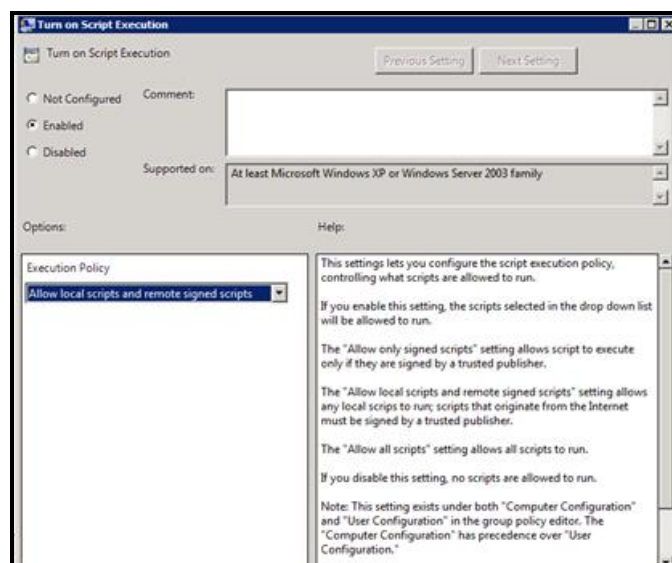 Turn on Script Execution
Turn on Script Execution
Previous Setting
Next Setting
Not Configured
Comment:
Enabled
Disabled
Supported on:
At least Microsoft Windows XP or Windows Server 2003 family
Options:
Help:
Execution Policy
Allow local scripts and remote signed scripts
This settings lets you configure the script execution policy,
controlling what scripts are allowed to run.
If you enable this setting, the scripts selected in the drop down list
will be allowed to run.
The "Allow only signed scripts" setting allows script to execute
only if they are signed by a trusted publisher.
The "Allow local scripts and remote signed scripts" setting allows
any local scrips to run; scripts that originate from the Internet
must be signed by a trusted publisher.
The "Allow all scripts" setting allows all scripts to run.
If you disable this setting, no scripts are allowed to run.
Note: This setting exists under both "Computer Configuration"
and "User Configuration" in the group policy editor. The
"Computer Configuration" has precedence over "User
Configuration."